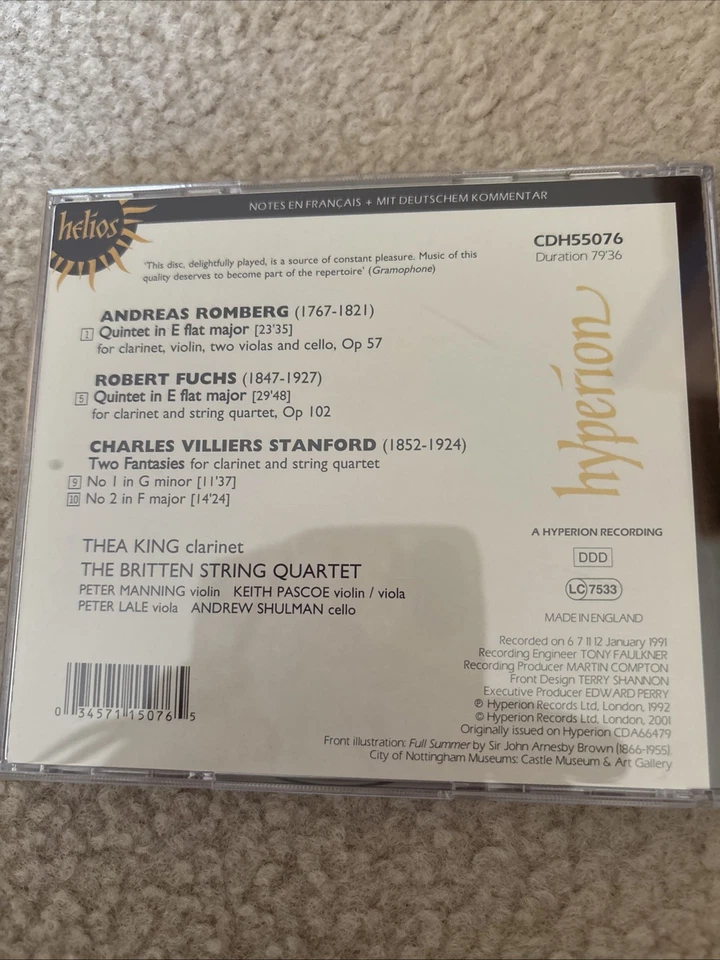 NOTES EN FRANÇAIS + MIT DEUTSCHEM KOMMENTAR
helios
CDH55076
Duration 79'36
'This disc, delightfully played, is a source of constant pleasure. Music of this
quality deserves to become part of the repertoire' (Gramophone)
ANDREAS ROMBERG (1767-1821)
1 Quintet in E flat major [23'35]
for clarinet, violin, two violas and cello, Op 57
ROBERT FUCHS (1847-1927)
5 Quintet in E flat major [29'48]
for clarinet and string quartet, Op 102
CHARLES VILLIERS STANFORD (1852-1924)
Two Fantasies for clarinet and string quartet
9 No 1 in G minor [11'37]
10 No 2 in F major [14'24]
hyperion
THEA KING clarinet
THE BRITTEN STRING QUARTET
PETER MANNING violin KEITH PASCOE violin / viola
PETER LALE viola ANDREW SHULMAN cello
A HYPERION RECORDING
DDD
LC 7533
MADE IN ENGLAND
Recorded on 6 7 11 12 January 1991
Recording Engineer TONY FAULKNER
Recording Producer MARTIN COMPTON
Front Design TERRY SHANNON
Executive Producer EDWARD PERRY
℗ Hyperion Records Ltd, London, 1992
© Hyperion Records Ltd, London, 2001
Originally issued on Hyperion CDA66479
Front illustration: Full Summer by Sir John Arnesby Brown (1866-1955).
City of Nottingham Museums: Castle Museum & Art Gallery
0 34571 15076 5